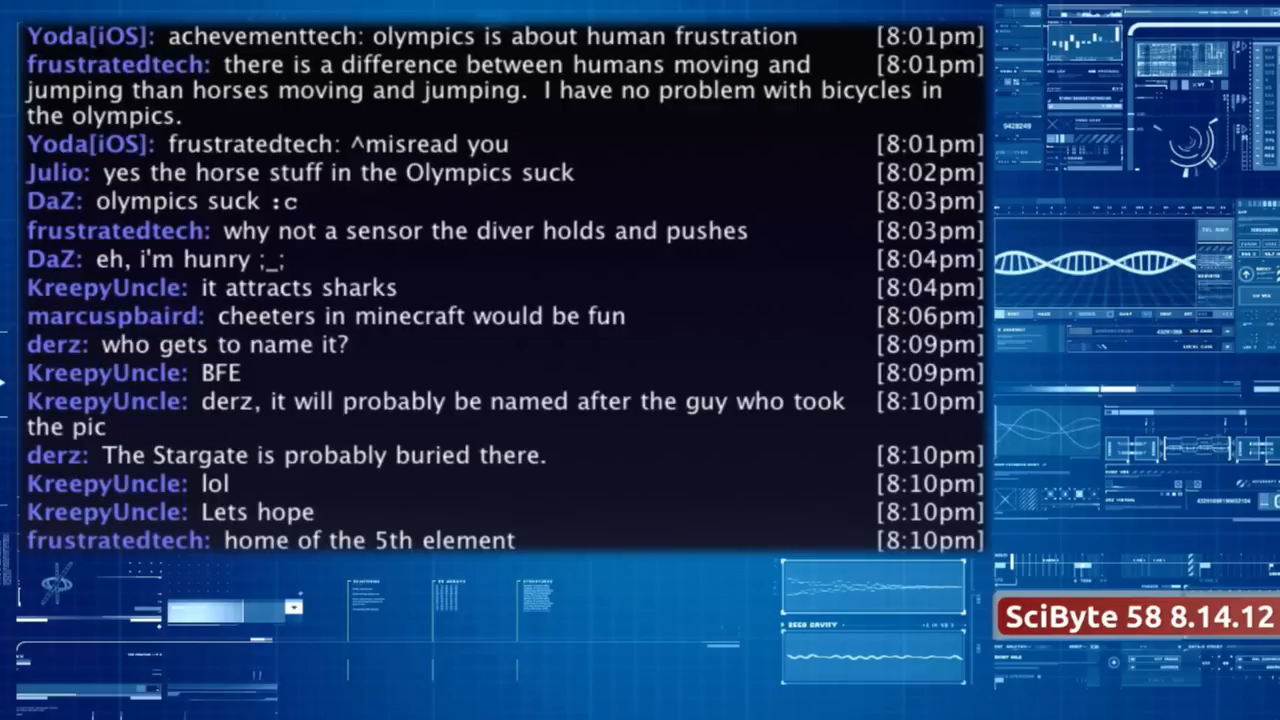 Yoda[iOS]: achevementech: olympics is about human frustration [8:01pm]
frustratedtech: there is a difference between humans moving and [8:01pm]
jumping than horses moving and jumping. I have no problem with bicycles in
the olympics.
Yoda[iOS]: frustratedtech: ^misread you [8:01pm]
Julio: yes the horse stuff in the Olympics suck [8:02pm]
DaZ: olympics suck :c [8:03pm]
frustratedtech: why not a sensor the diver holds and pushes [8:03pm]
DaZ: eh, i'm hunry ;_; [8:04pm]
KreepyUncle: it attracts sharks [8:04pm]
marcuspbaird: cheeters in minecraft would be fun [8:06pm]
derz: who gets to name it? [8:09pm]
KreepyUncle: BFE [8:09pm]
KreepyUncle: derz, it will probably be named after the guy who took [8:10pm]
the pic
derz: The Stargate is probably buried there. [8:10pm]
KreepyUncle: lol [8:10pm]
KreepyUncle: Lets hope [8:10pm]
frustratedtech: home of the 5th element [8:10pm]
SciByte 58 8.14.12